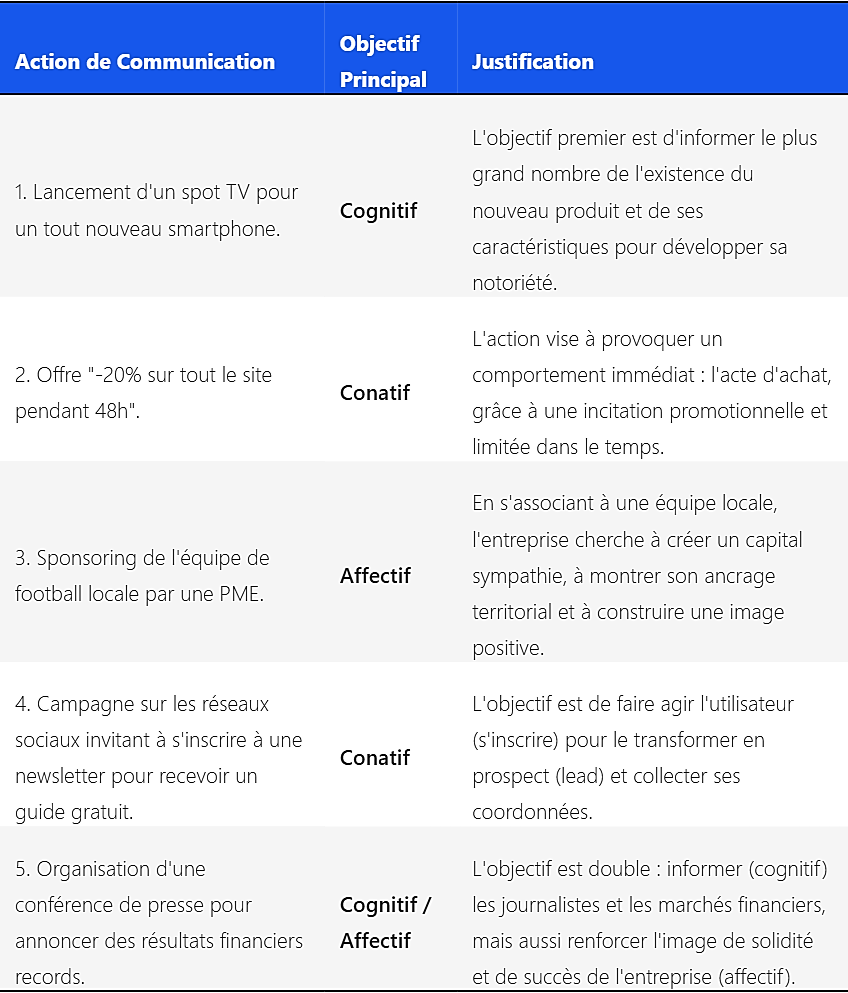 Action de Communication
Objectif
Principal
Justification
1. Lancement d'un spot TV pour
un tout nouveau smartphone.
Cognitif
L'objectif premier est d'informer le plus
grand nombre de l'existence du
nouveau produit et de ses
caractéristiques pour développer sa
notoriété.
2. Offre "-20% sur tout le site
pendant 48h".
Conatif
L'action vise à provoquer un
comportement immédiat : l'acte d'achat,
grâce à une incitation promotionnelle et
limitée dans le temps.
3. Sponsoring de l'équipe de
football locale par une PME.
Affectif
En s'associant à une équipe locale,
l'entreprise cherche à créer un capital
sympathie, à montrer son ancrage
territorial et à construire une image
positive.
4. Campagne sur les réseaux
sociaux invitant à s'inscrire à une
newsletter pour recevoir un
guide gratuit.
Conatif
L'objectif est de faire agir l'utilisateur
(s'inscrire) pour le transformer en
prospect (lead) et collecter ses
coordonnées.
5. Organisation d'une
conférence de presse pour
annoncer des résultats financiers
records.
Cognitif /
Affectif
L'objectif est double : informer (cognitif)
les journalistes et les marchés financiers,
mais aussi renforcer l'image de solidité
et de succès de l'entreprise (affectif).